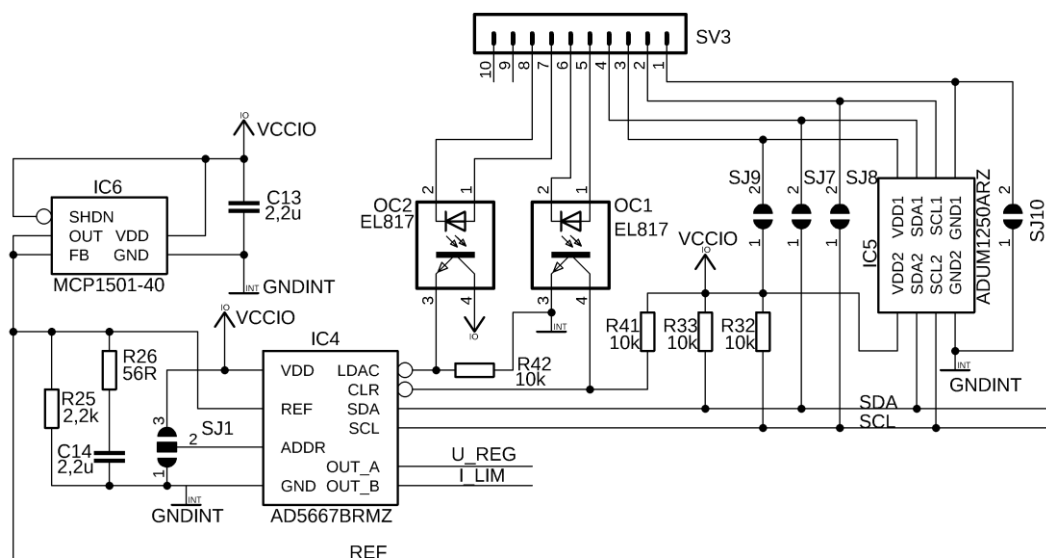 SV3
10 9 8 7 6 5 4 3 2 1
IO
VCCIO
IC6
SHDN
OUT VDD
FB GND
MCP1501-40
C13
2,2u
INT
GNDINT
2 1
OC2
EL817
3 4
IO
2 1
OC1
EL817
3 4
INT
SJ9
2
1
SJ7
2
1
SJ8
2
1
IC5
VDD1 SDA1 SCL1 GND1
VDD2 SDA2 SCL2 GND2
ADUM1250ARZ
2
1
SJ10
IO
VCCIO
R41
10k
R33
10k
R32
10k
INT
GNDINT
IO
VCCIO
R26
56R
R25
2,2k
C14
2,2u
3
SJ1
2
1
INT
GNDINT
IC4
VDD LDAC
CLR
REF SDA
SCL
ADDR
OUT_A
GND OUT_B
AD5667BRMZ
R42
10k
SDA
SCL
U_REG
I_LIM
REF